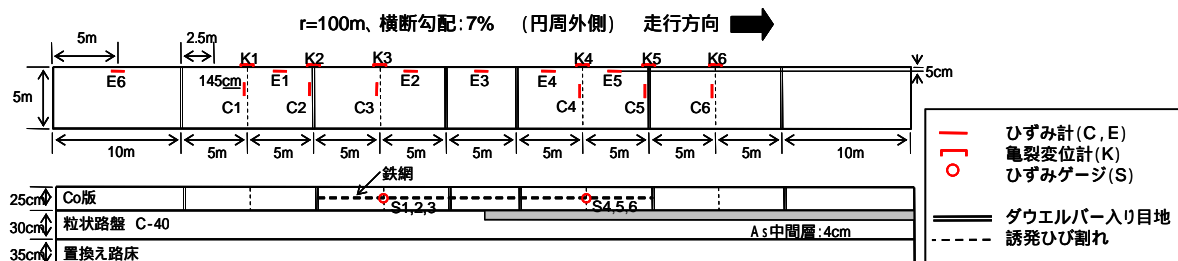 r=100m、横断勾配:7% (円周外側) 走行方向
5m
2.5m
K1 K2 K3 K4 K5 K6
5m
E6 145cm E1 E2 E3 E4 E5 5cm
C1 C2 C3 C4 C5 C6
10m 5m 5m 5m 5m 5m 5m 5m 5m 5m 10m
鉄網
25cm Co版 S1,2,3 S4,5,6
30cm 粒状路盤 C-40 As中間層:4cm
35cm 置換え路床
ひずみ計(C,E)
亀裂変位計(K)
ひずみゲージ(S)
ダウエルバー入り目地
誘発ひび割れ